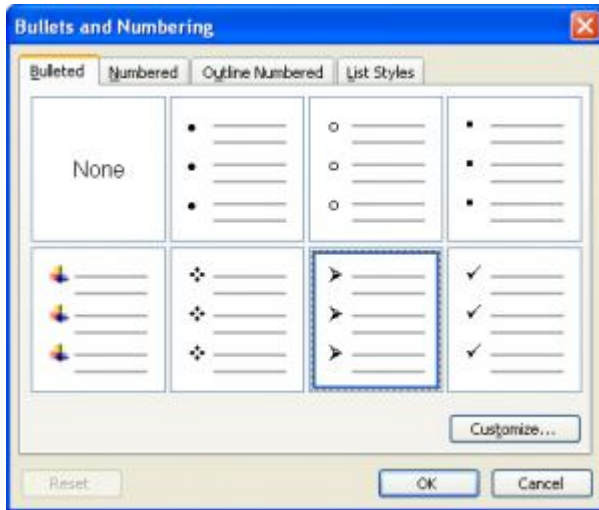 Bullets and Numbering
Bulleted Numbered Outline Numbered List Styles
None
Customize...
Reset OK Cancel